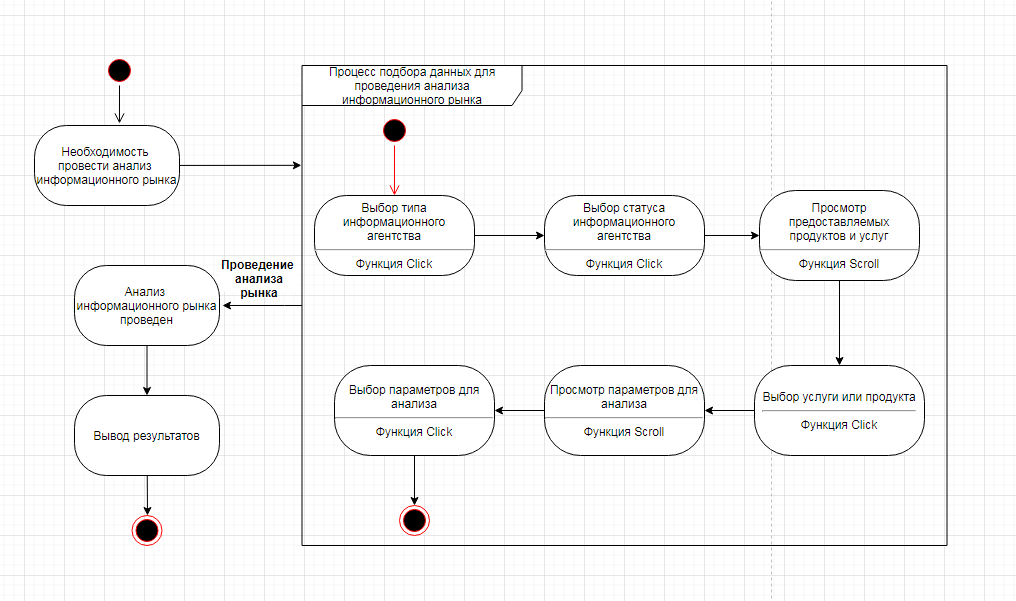 Процесс подбора данных для
проведения анализа
информационного рынка
Необходимость
провести анализ
информационного рынка
Выбор типа
информационного
агентства
Функция Click
Выбор статуса
информационного
агентства
Функция Click
Просмотр
предоставляемых
продуктов и услуг
Функция Scroll
Проведение
анализа
рынка
Анализ
информационного рынка
проведен
Выбор параметров для
анализа
Функция Click
Просмотр параметров для
анализа
Функция Scroll
Выбор услуги или продукта
Функция Click
Вывод результатов